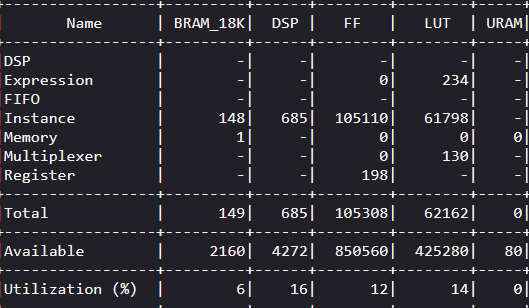 Name | BRAM_18K| DSP | FF | LUT | URAM|
-----------------+---------+------+--------+--------+-----+
DSP | -| -| -| -| -|
Expression | -| -| 0| 234| -|
FIFO | -| -| -| -| -|
Instance | 148| 685| 105110| 61798| -|
Memory | 1| -| 0| 0| 0|
Multiplexer | -| -| 0| 130| -|
Register | -| -| 198| -| -|
-----------------+---------+------+--------+--------+-----+
Total | 149| 685| 105308| 62162| 0|
-----------------+---------+------+--------+--------+-----+
Available | 2160| 4272| 850560| 425280| 80|
-----------------+---------+------+--------+--------+-----+
Utilization (%) | 6| 16| 12| 14| 0|